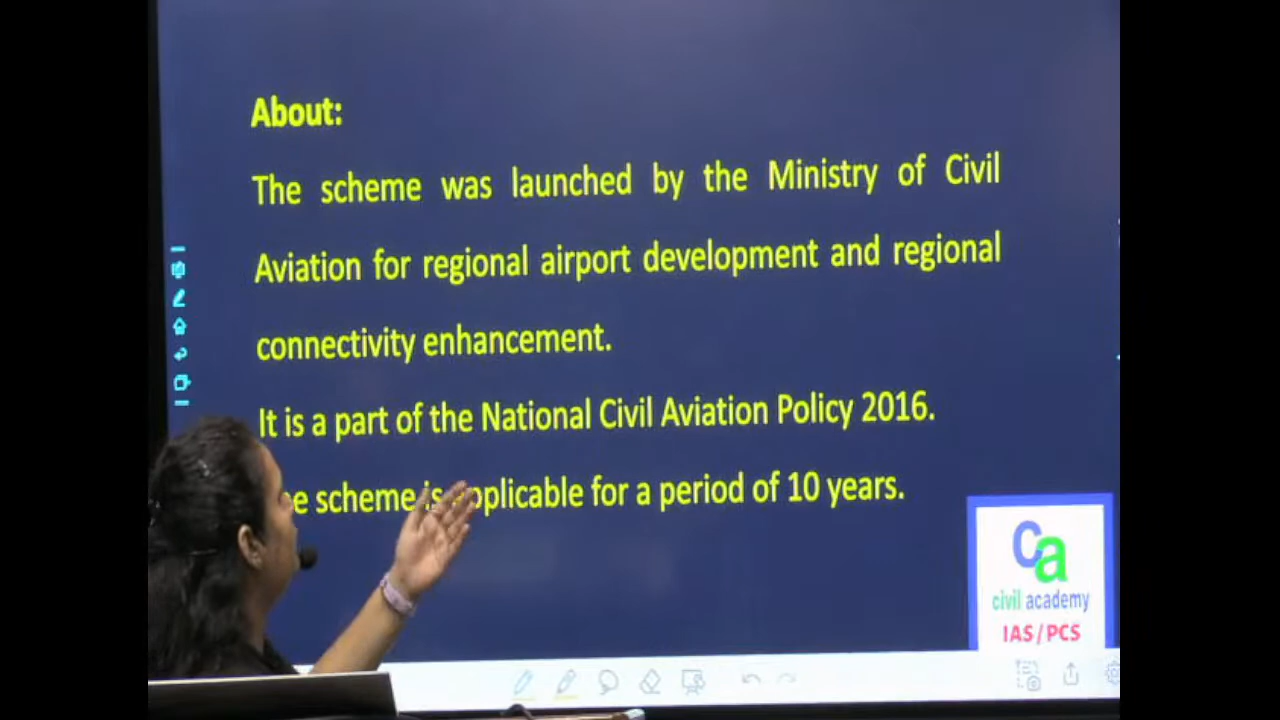 About:
The scheme was launched by the Ministry of Civil
Aviation for regional airport development and regional
connectivity enhancement.
It is a part of the National Civil Aviation Policy 2016.
scheme is applicable for a period of 10 years.
ca
civil academy
IAS/PCS